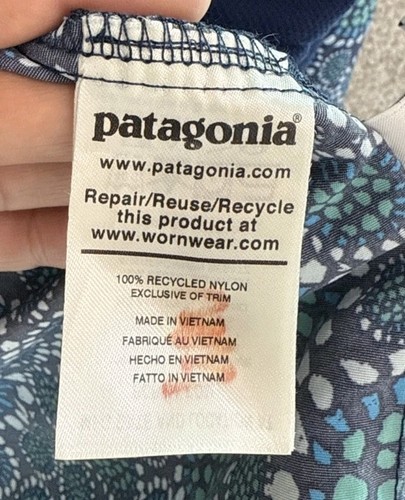 patagonia®
www.patagonia.com
Repair/Reuse/Recycle
this product at
www.wornwear.com
100% RECYCLED NYLON
EXCLUSIVE OF TRIM
MADE IN VIETNAM
FABRIQUÉ AU VIETNAM
HECHO EN VIETNAM
FATTO IN VIETNAM